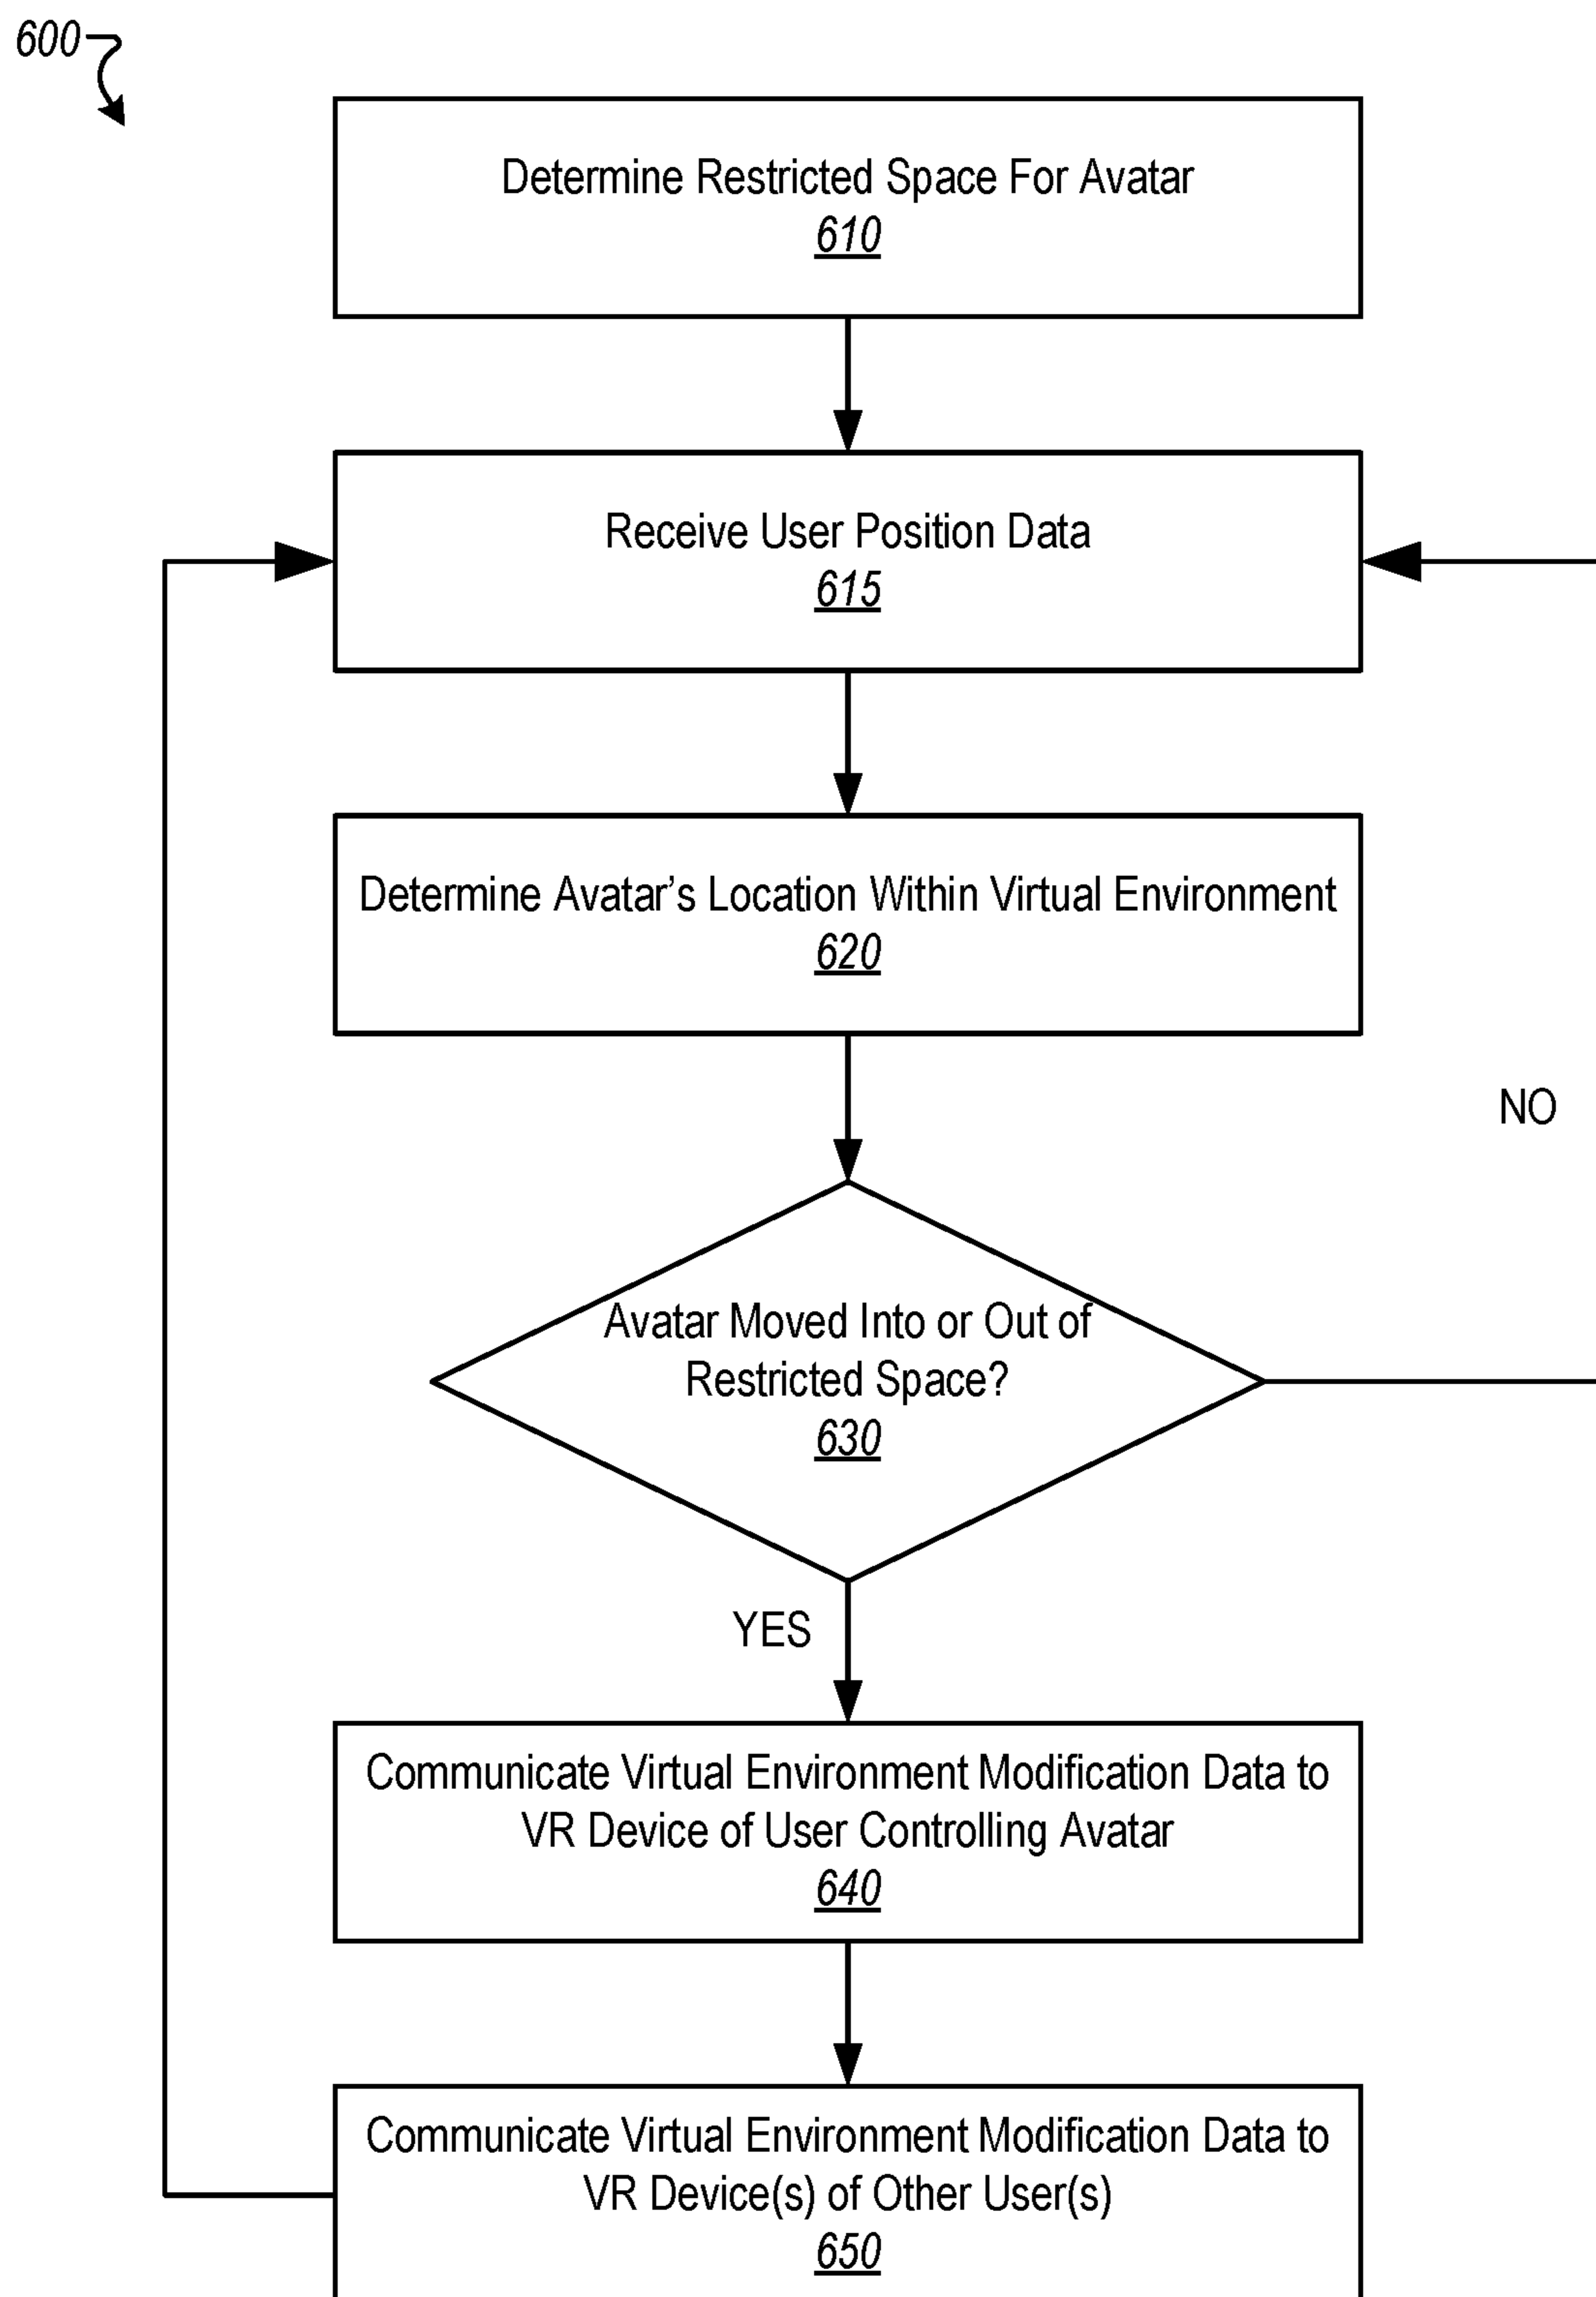 600
Determine Restricted Space For Avatar
610
Receive User Position Data
615
Determine Avatar's Location Within Virtual Environment
620
NO
Avatar Moved Into or Out of
Restricted Space?
630
YES
Communicate Virtual Environment Modification Data to
VR Device of User Controlling Avatar
640
Communicate Virtual Environment Modification Data to
VR Device(s) of Other User(s)
650